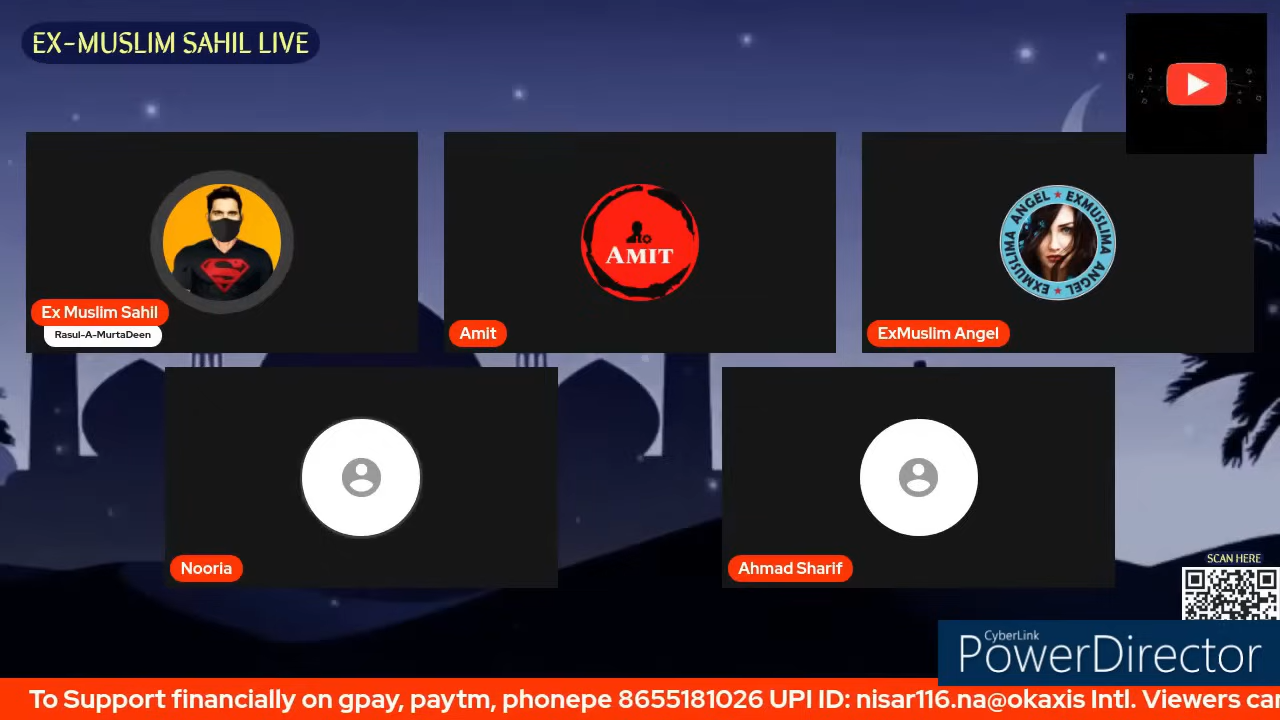 EX-MUSLIM SAHIL LIVE
Ex Muslim Sahil
Rasul-A-MurtaDeen
AMIT
Amit
EXMUSLIMA ANGEL ★ EXMUSLIMA ANGEL ★
ExMuslim Angel
Nooria
Ahmad Sharif
SCAN HERE
CyberLink
PowerDirector
To Support financially on gpay, paytm, phonepe 8655181026 UPI ID: nisar116.na@okaxis Intl. Viewers can